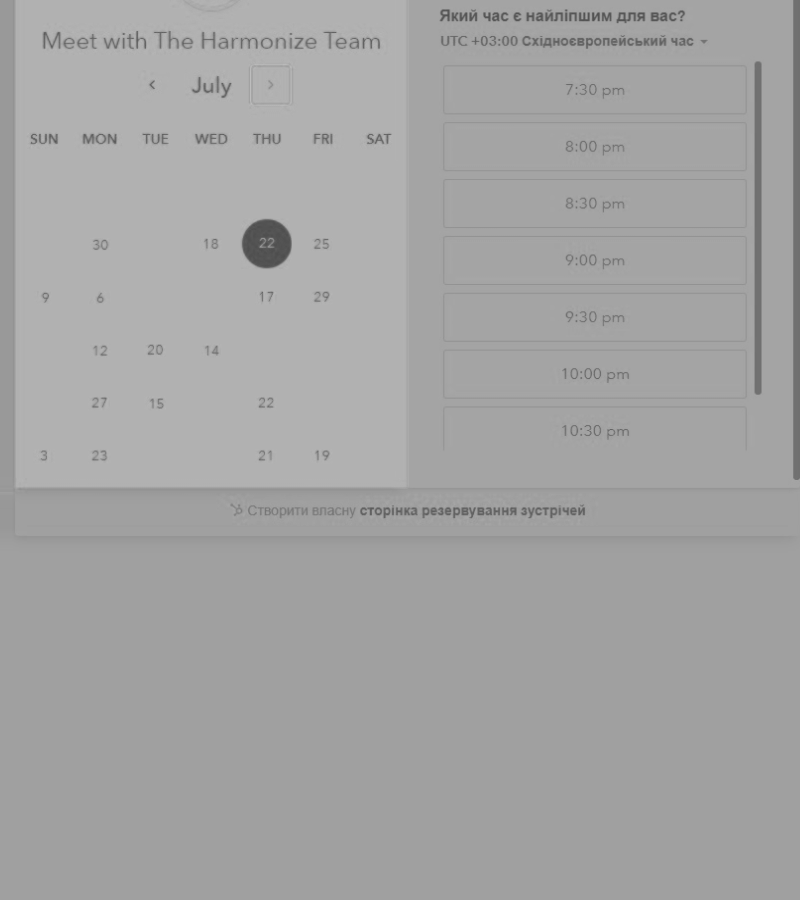 Meet with The Harmonize Team
July
SUN MON TUE WED THU FRI SAT
30 18 22 25
9 6 17 29
12 20 14
27 15 22
3 23 21 19
Який час є найліпшим для вас?
UTC +03:00 Східноєвропейський час
7:30 pm
8:00 pm
8:30 pm
9:00 pm
9:30 pm
10:00 pm
10:30 pm
Створити власну сторінка резервування зустрічей